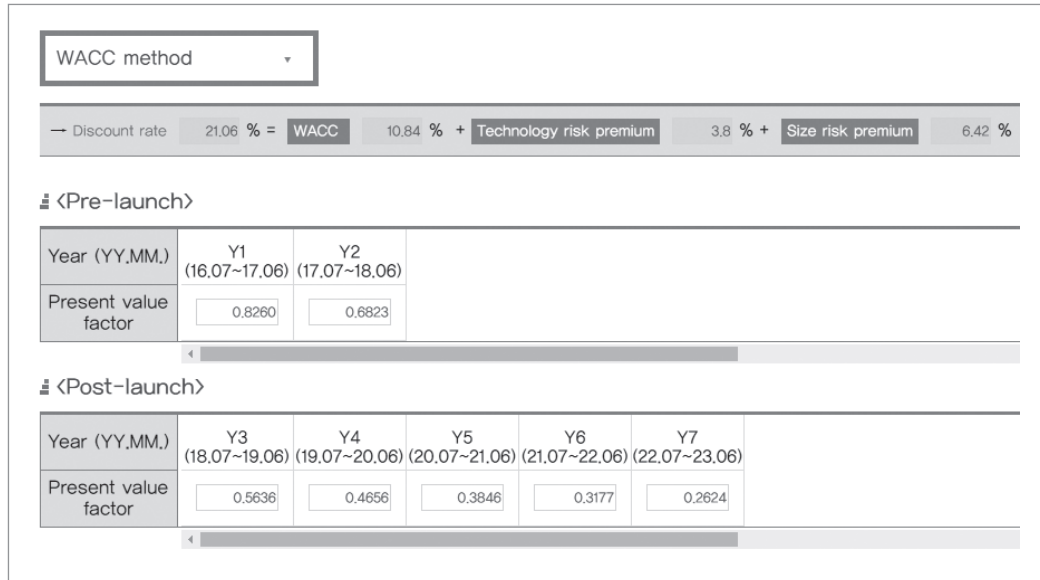 WACC method
→ Discount rate 21.06 % = WACC 10.84 % + Technology risk premium 3.8 % + Size risk premium 6.42 %
<Pre-launch>
Year (YY.MM.) Y1 Y2
(16.07~17.06) (17.07~18.06)
Present value factor 0.8260 0.6823
<Post-launch>
Year (YY.MM.) Y3 Y4 Y5 Y6 Y7
(18.07~19.06) (19.07~20.06) (20.07~21.06) (21.07~22.06) (22.07~23.06)
Present value factor 0.5636 0.4656 0.3846 0.3177 0.2624